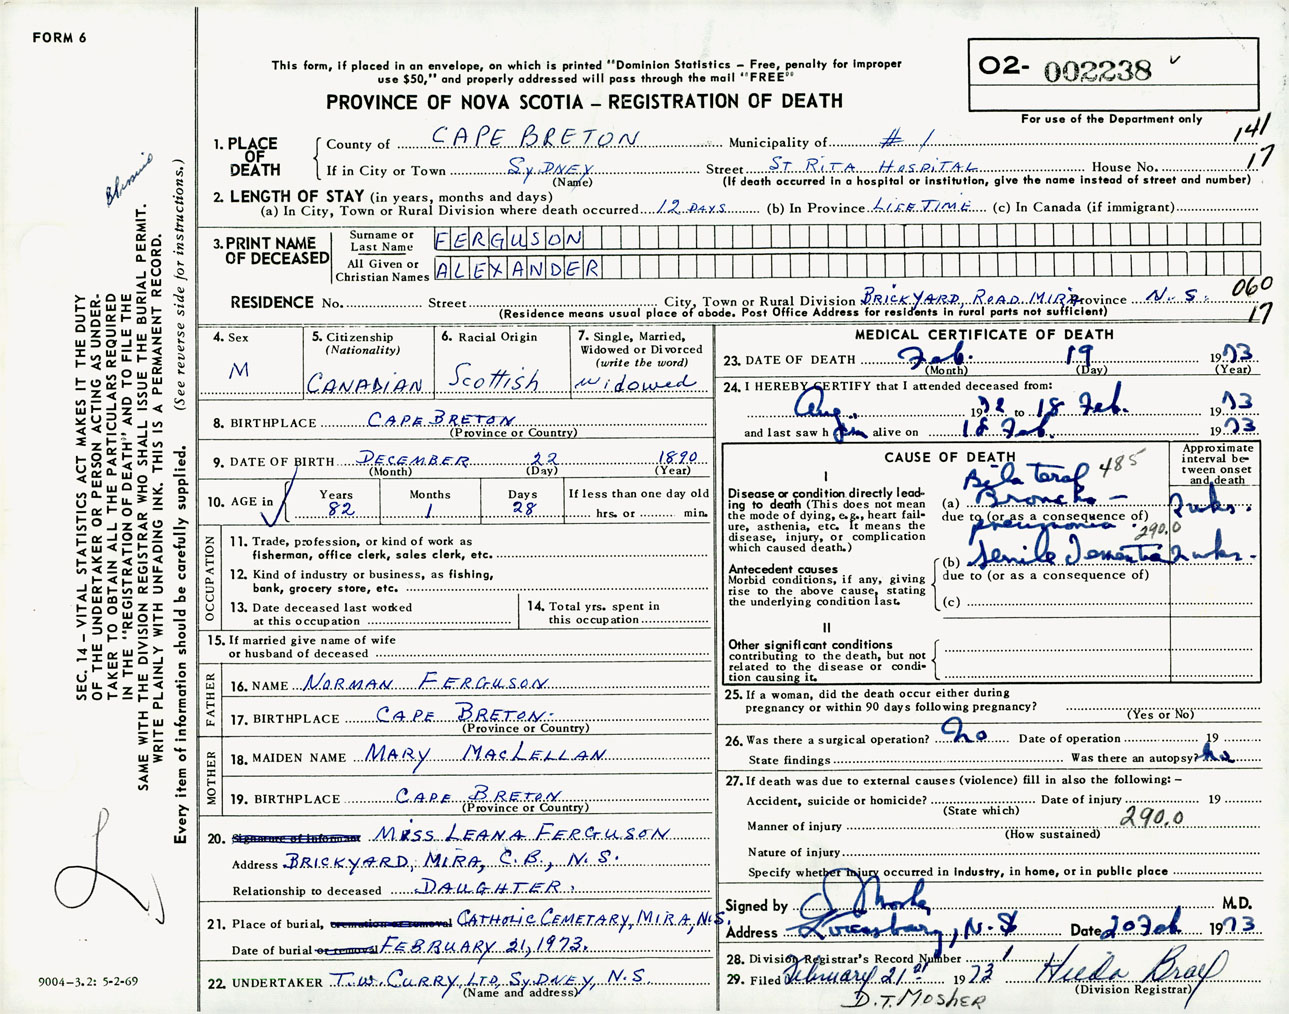 FORM 6
This form, if placed in an envelope, on which is printed "Dominion Statistics – Free, penalty for improper
use $50," and properly addressed will pass through the mail "FREE"
PROVINCE OF NOVA SCOTIA – REGISTRATION OF DEATH
O2- 002238
For use of the Department only
141
17
1. PLACE OF DEATH
County of CAPE BRETON Municipality of # 1
If in City or Town SYDNEY (Name) Street ST RITA HOSPITAL House No.
(If death occurred in a hospital or institution, give the name instead of street and number)
2. LENGTH OF STAY (in years, months and days)
(a) In City, Town or Rural Division where death occurred 12 DAYS (b) In Province LIFE TIME (c) In Canada (if immigrant)
3. PRINT NAME OF DECEASED
Surname or Last Name FERGUSON
All Given or Christian Names ALEXANDER
RESIDENCE No. Street City, Town or Rural Division BRICKYARD, ROAD MIRA Province N.S. 060
(Residence means usual place of abode. Post Office Address for residents in rural parts not sufficient) 17
4. Sex M
5. Citizenship (Nationality) CANADIAN
6. Racial Origin Scottish
7. Single, Married, Widowed or Divorced (write the word) widowed
8. BIRTHPLACE CAPE BRETON
(Province or Country)
9. DATE OF BIRTH DECEMBER 22 1890
(Month) (Day) (Year)
10. AGE in Years 82 Months 1 Days 28 If less than one day old
hrs. or min.
OCCUPATION
11. Trade, profession, or kind of work as
fisherman, office clerk, sales clerk, etc.
12. Kind of industry or business, as fishing,
bank, grocery store, etc.
13. Date deceased last worked
at this occupation
14. Total yrs. spent in
this occupation
15. If married give name of wife
or husband of deceased
FATHER
16. NAME NORMAN FERGUSON
17. BIRTHPLACE CAPE BRETON
(Province or Country)
MOTHER
18. MAIDEN NAME MARY MACLELLAN
19. BIRTHPLACE CAPE BRETON
(Province or Country)
20. Signature of informant MISS LEANA FERGUSON
Address BRICKYARD, MIRA, C.B., N.S.
Relationship to deceased DAUGHTER.
21. Place of burial, cremation or removal CATHOLIC CEMETARY, MIRA, N.S.
Date of burial or removal FEBRUARY 21, 1973.
22. UNDERTAKER T.W. CURRY, LTD, SYDNEY, N.S.
(Name and address)
MEDICAL CERTIFICATE OF DEATH
23. DATE OF DEATH Feb. 19 1973
(Month) (Day) (Year)
24. I HEREBY CERTIFY that I attended deceased from:
Aug. 1972 to 18 Feb. 1973
and last saw him alive on 18 Feb. 1973
CAUSE OF DEATH
Approximate interval between onset and death
I
Disease or condition directly leading to death (This does not
mean the mode of dying, e.g., heart failure, asthenia, etc. It means the
disease, injury, or complication
which caused death.)
(a) Bilateral 485
Broncho-
due to (or as a consequence of) 2 wks.
pneumonia 290.0
Antecedent causes
Morbid conditions, if any, giving
rise to the above cause, stating
the underlying condition last.
(b) Senile Dementia 2 wks.
due to (or as a consequence of)
(c)
II
Other significant conditions
contributing to the death, but not
related to the disease or condition causing it.
25. If a woman, did the death occur either during
pregnancy or within 90 days following pregnancy?
(Yes or No)
26. Was there a surgical operation? No Date of operation 19
State findings Was there an autopsy? No
27. If death was due to external causes (violence) fill in also the following: –
Accident, suicide or homicide? Date of injury 19
(State which)
290.0
Manner of injury
(How sustained)
Nature of injury
Specify whether injury occurred in industry, in home, or in public place
Signed by D Mosher M.D.
Address Louisbourg, N.S Date 20 Feb 1973
28. Division Registrar's Record Number 1
29. Filed February 21st 1973 Hilda Bray
(Division Registrar)
D.T. MOSHER
SEC. 14 – VITAL STATISTICS ACT MAKES IT THE DUTY
OF THE UNDERTAKER OR PERSON ACTING AS UNDER-
TAKER TO OBTAIN ALL THE PARTICULARS REQUIRED
IN THE "REGISTRATION OF DEATH" AND TO FILE THE
SAME WITH THE DIVISION REGISTRAR WHO SHALL ISSUE THE BURIAL PERMIT.
WRITE PLAINLY WITH UNFADING INK. THIS IS A PERMANENT RECORD.
Every item of information should be carefully supplied. (See reverse side for instructions.)
9004-3.2: 5-2-69